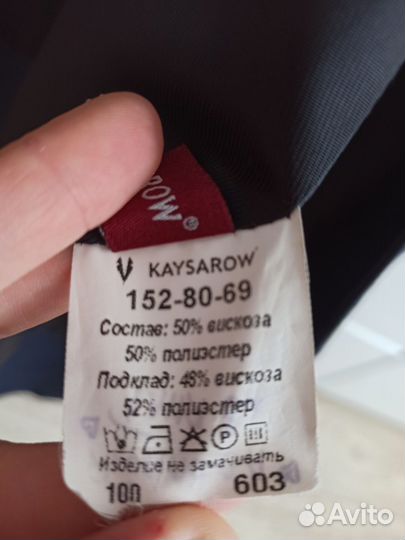 ROW®
KAYSAROW
152-80-69
Состав: 50% вискоза
50% полиэстер
Подклад: 48% вискоза
52% полиэстер
P
Изделие не замачивать
100 603
Avito